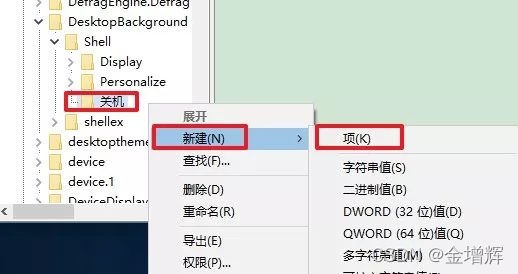 DefragEngine.Defrag
DesktopBackground
Shell
Display
Personalize
关机
shellex
desktoptheme
device
device.1
DeviceDisplay
展开
新建(N)
查找(F)...
删除(D)
重命名(R)
导出(E)
权限(P)...
项(K)
字符串值(S)
二进制值(B)
DWORD (32 位)值(D)
QWORD (64 位)值(Q)
多字符串值(M)
CSDN @金增辉